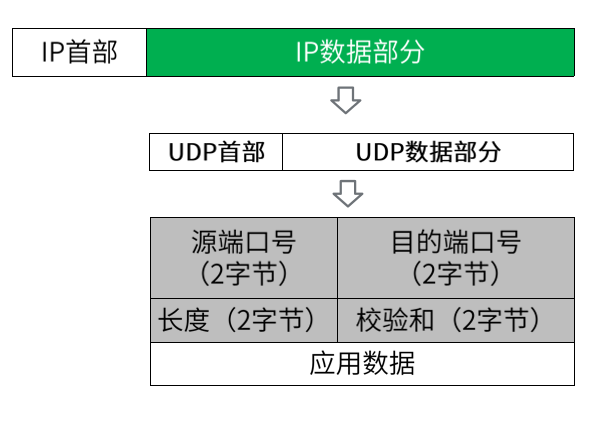 IP首部 IP数据部分
UDP首部 UDP数据部分
源端口号 目的端口号
（2字节） （2字节）
长度（2字节） 校验和（2字节）
应用数据